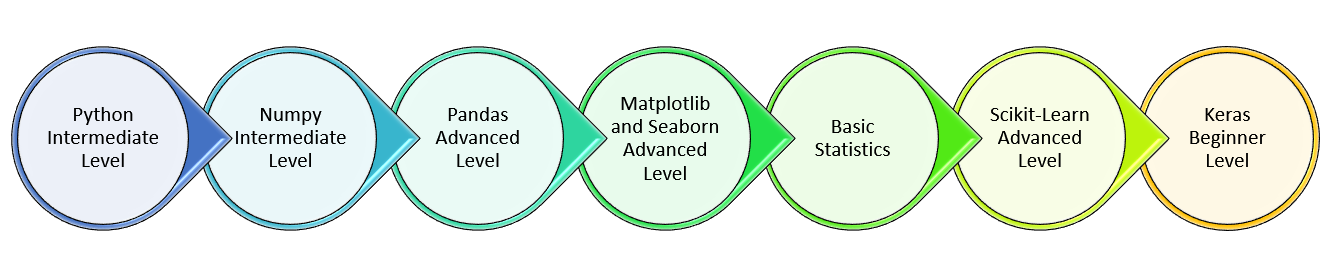 Python
Intermediate
Level
Numpy
Intermediate
Level
Pandas
Advanced
Level
Matplotlib
and Seaborn
Advanced
Level
Basic
Statistics
Scikit-Learn
Advanced
Level
Keras
Beginner
Level